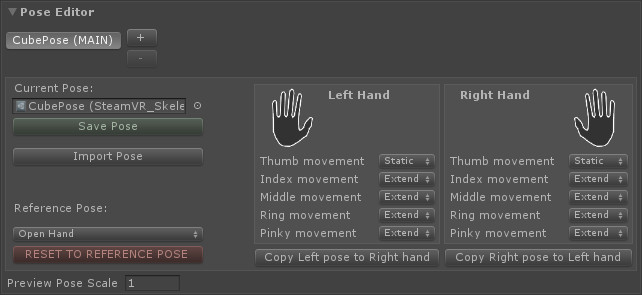 Pose Editor
CubePose (MAIN)
+
-
Current Pose:
CubePose (SteamVR_Skele
Save Pose
Import Pose
Reference Pose:
Open Hand
RESET TO REFERENCE POSE
Left Hand
Thumb movement Static
Index movement Extend
Middle movement Extend
Ring movement Extend
Pinky movement Extend
Copy Left pose to Right hand
Right Hand
Thumb movement Static
Index movement Extend
Middle movement Extend
Ring movement Extend
Pinky movement Extend
Copy Right pose to Left hand
Preview Pose Scale 1